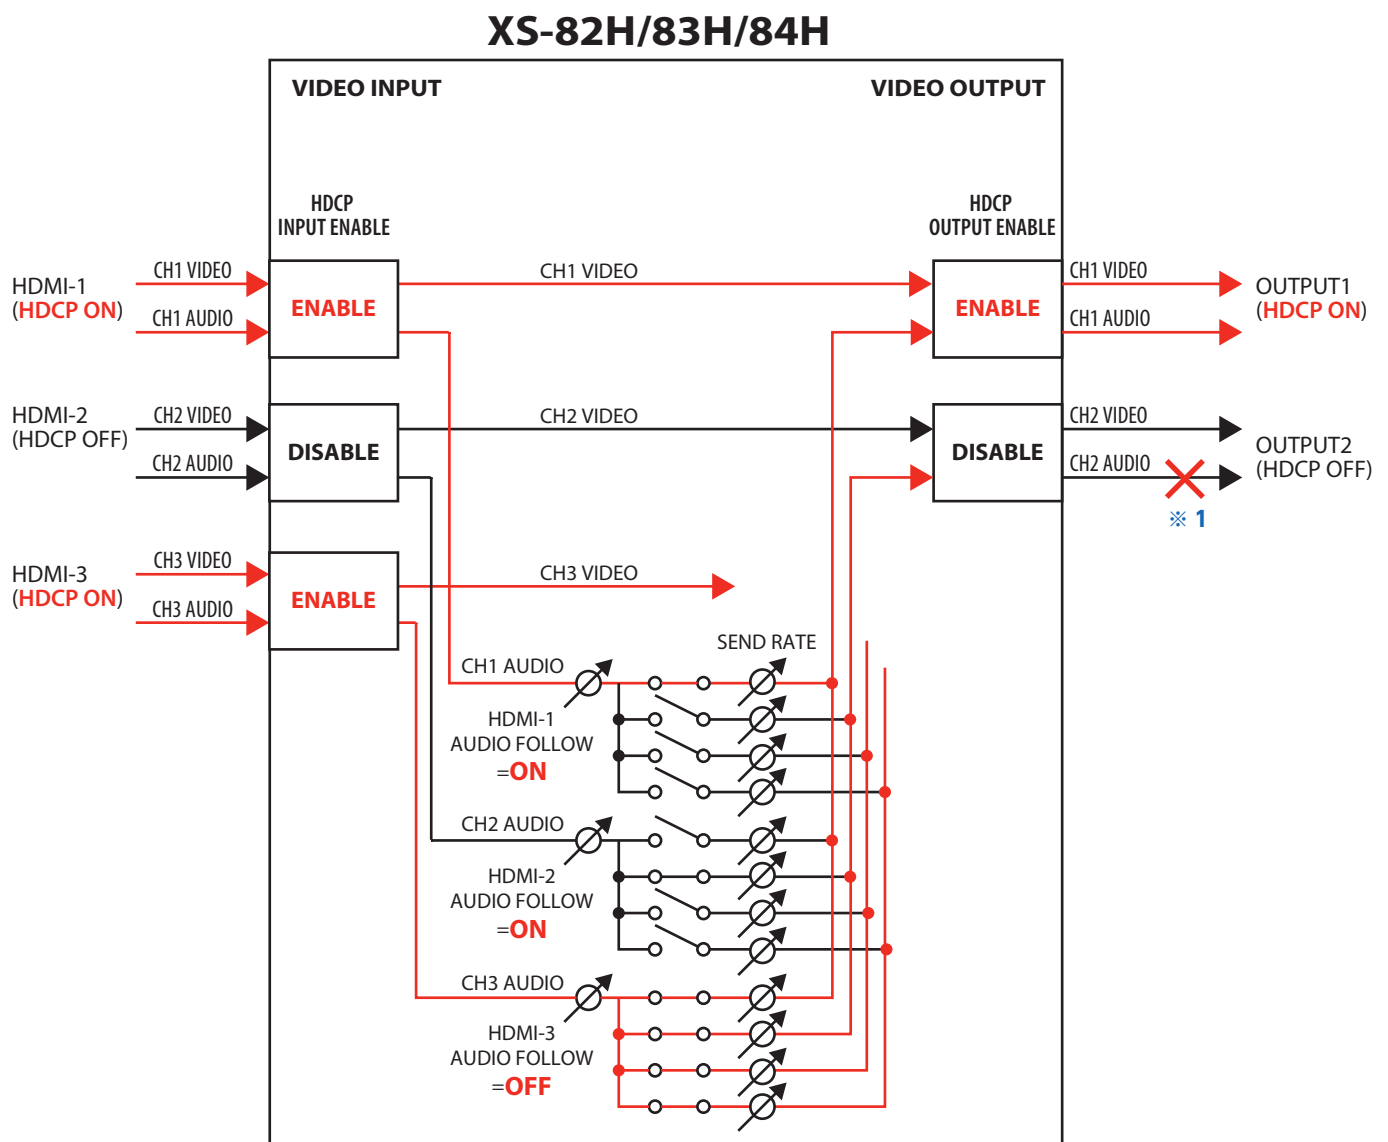 XS-82H/83H/84H
VIDEO INPUT
VIDEO OUTPUT
HDCP
INPUT ENABLE
HDCP
OUTPUT ENABLE
HDMI-1
(HDCP ON)
CH1 VIDEO
CH1 AUDIO
ENABLE
CH1 VIDEO
ENABLE
CH1 VIDEO
CH1 AUDIO
OUTPUT1
(HDCP ON)
HDMI-2
(HDCP OFF)
CH2 VIDEO
CH2 AUDIO
DISABLE
CH2 VIDEO
DISABLE
CH2 VIDEO
CH2 AUDIO
※ 1
OUTPUT2
(HDCP OFF)
HDMI-3
(HDCP ON)
CH3 VIDEO
CH3 AUDIO
ENABLE
CH3 VIDEO
SEND RATE
CH1 AUDIO
HDMI-1
AUDIO FOLLOW
=ON
CH2 AUDIO
HDMI-2
AUDIO FOLLOW
=ON
CH3 AUDIO
HDMI-3
AUDIO FOLLOW
=OFF